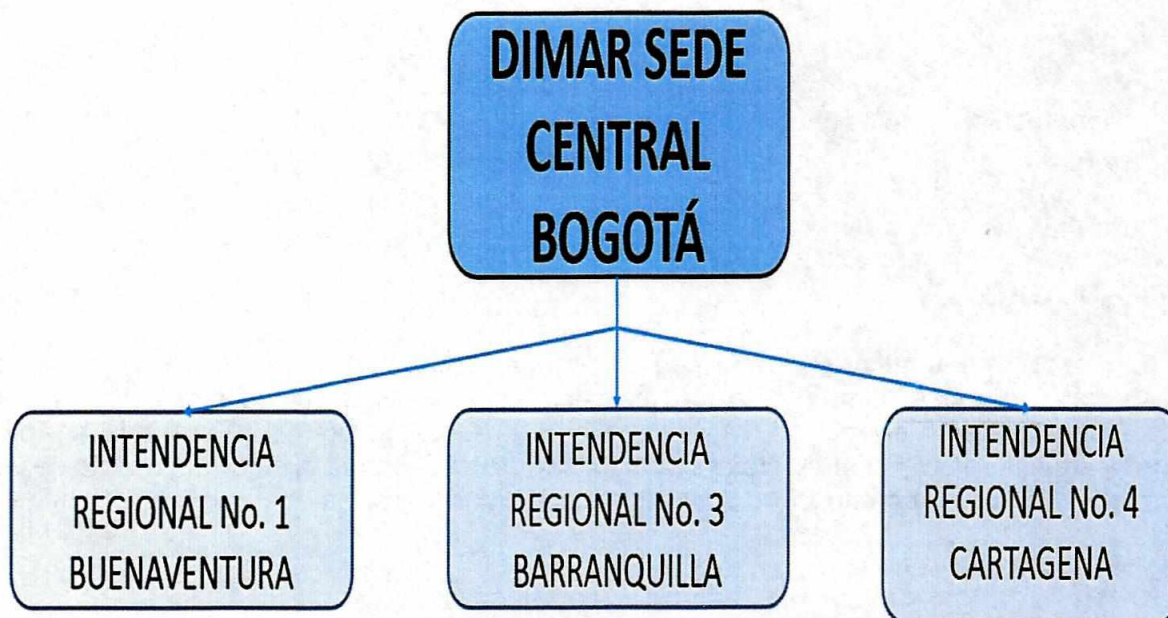 DIMAR SEDE
CENTRAL
BOGOTÁ
INTENDENCIA
REGIONAL No. 1
BUENAVENTURA
INTENDENCIA
REGIONAL No. 3
BARRANQUILLA
INTENDENCIA
REGIONAL No. 4
CARTAGENA